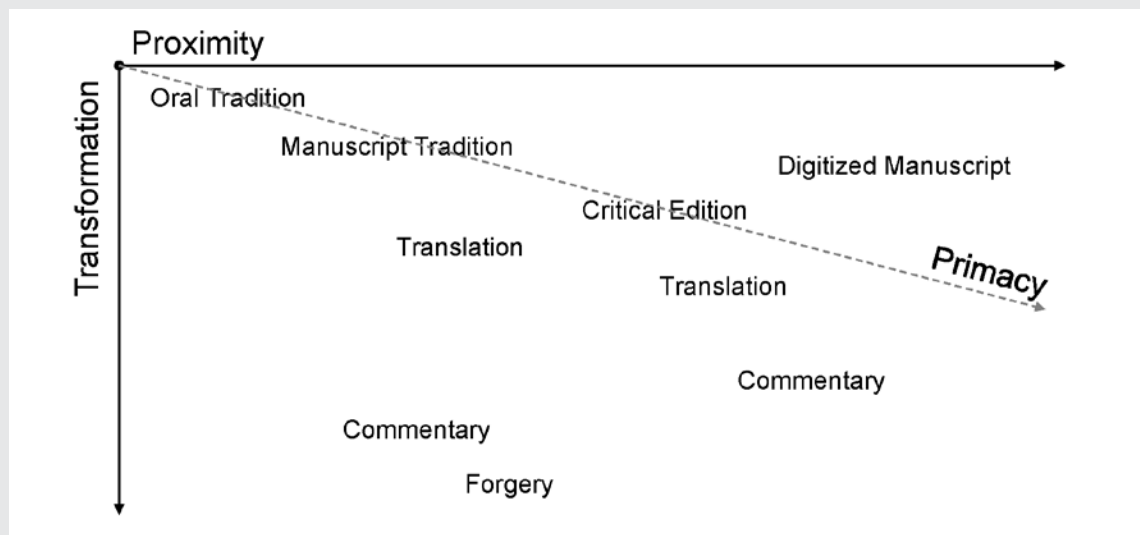 Proximity
Transformation
Oral Tradition
Manuscript Tradition
Digitized Manuscript
Critical Edition
Translation
Primacy
Translation
Commentary
Commentary
Forgery